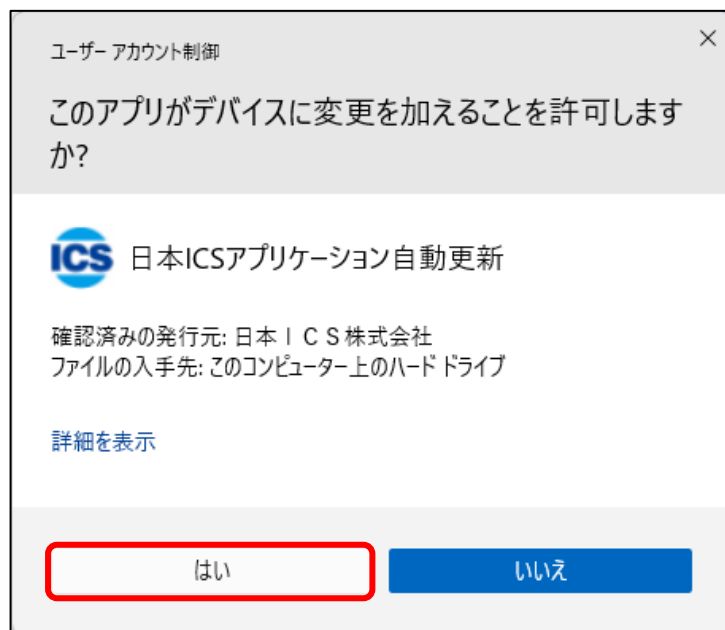 ユーザー アカウント制御
このアプリがデバイスに変更を加えることを許可します
か?
ICS 日本ICSアプリケーション自動更新
確認済みの発行元: 日本ＩＣＳ株式会社
ファイルの入手先: このコンピューター上のハード ドライブ
詳細を表示
はい いいえ